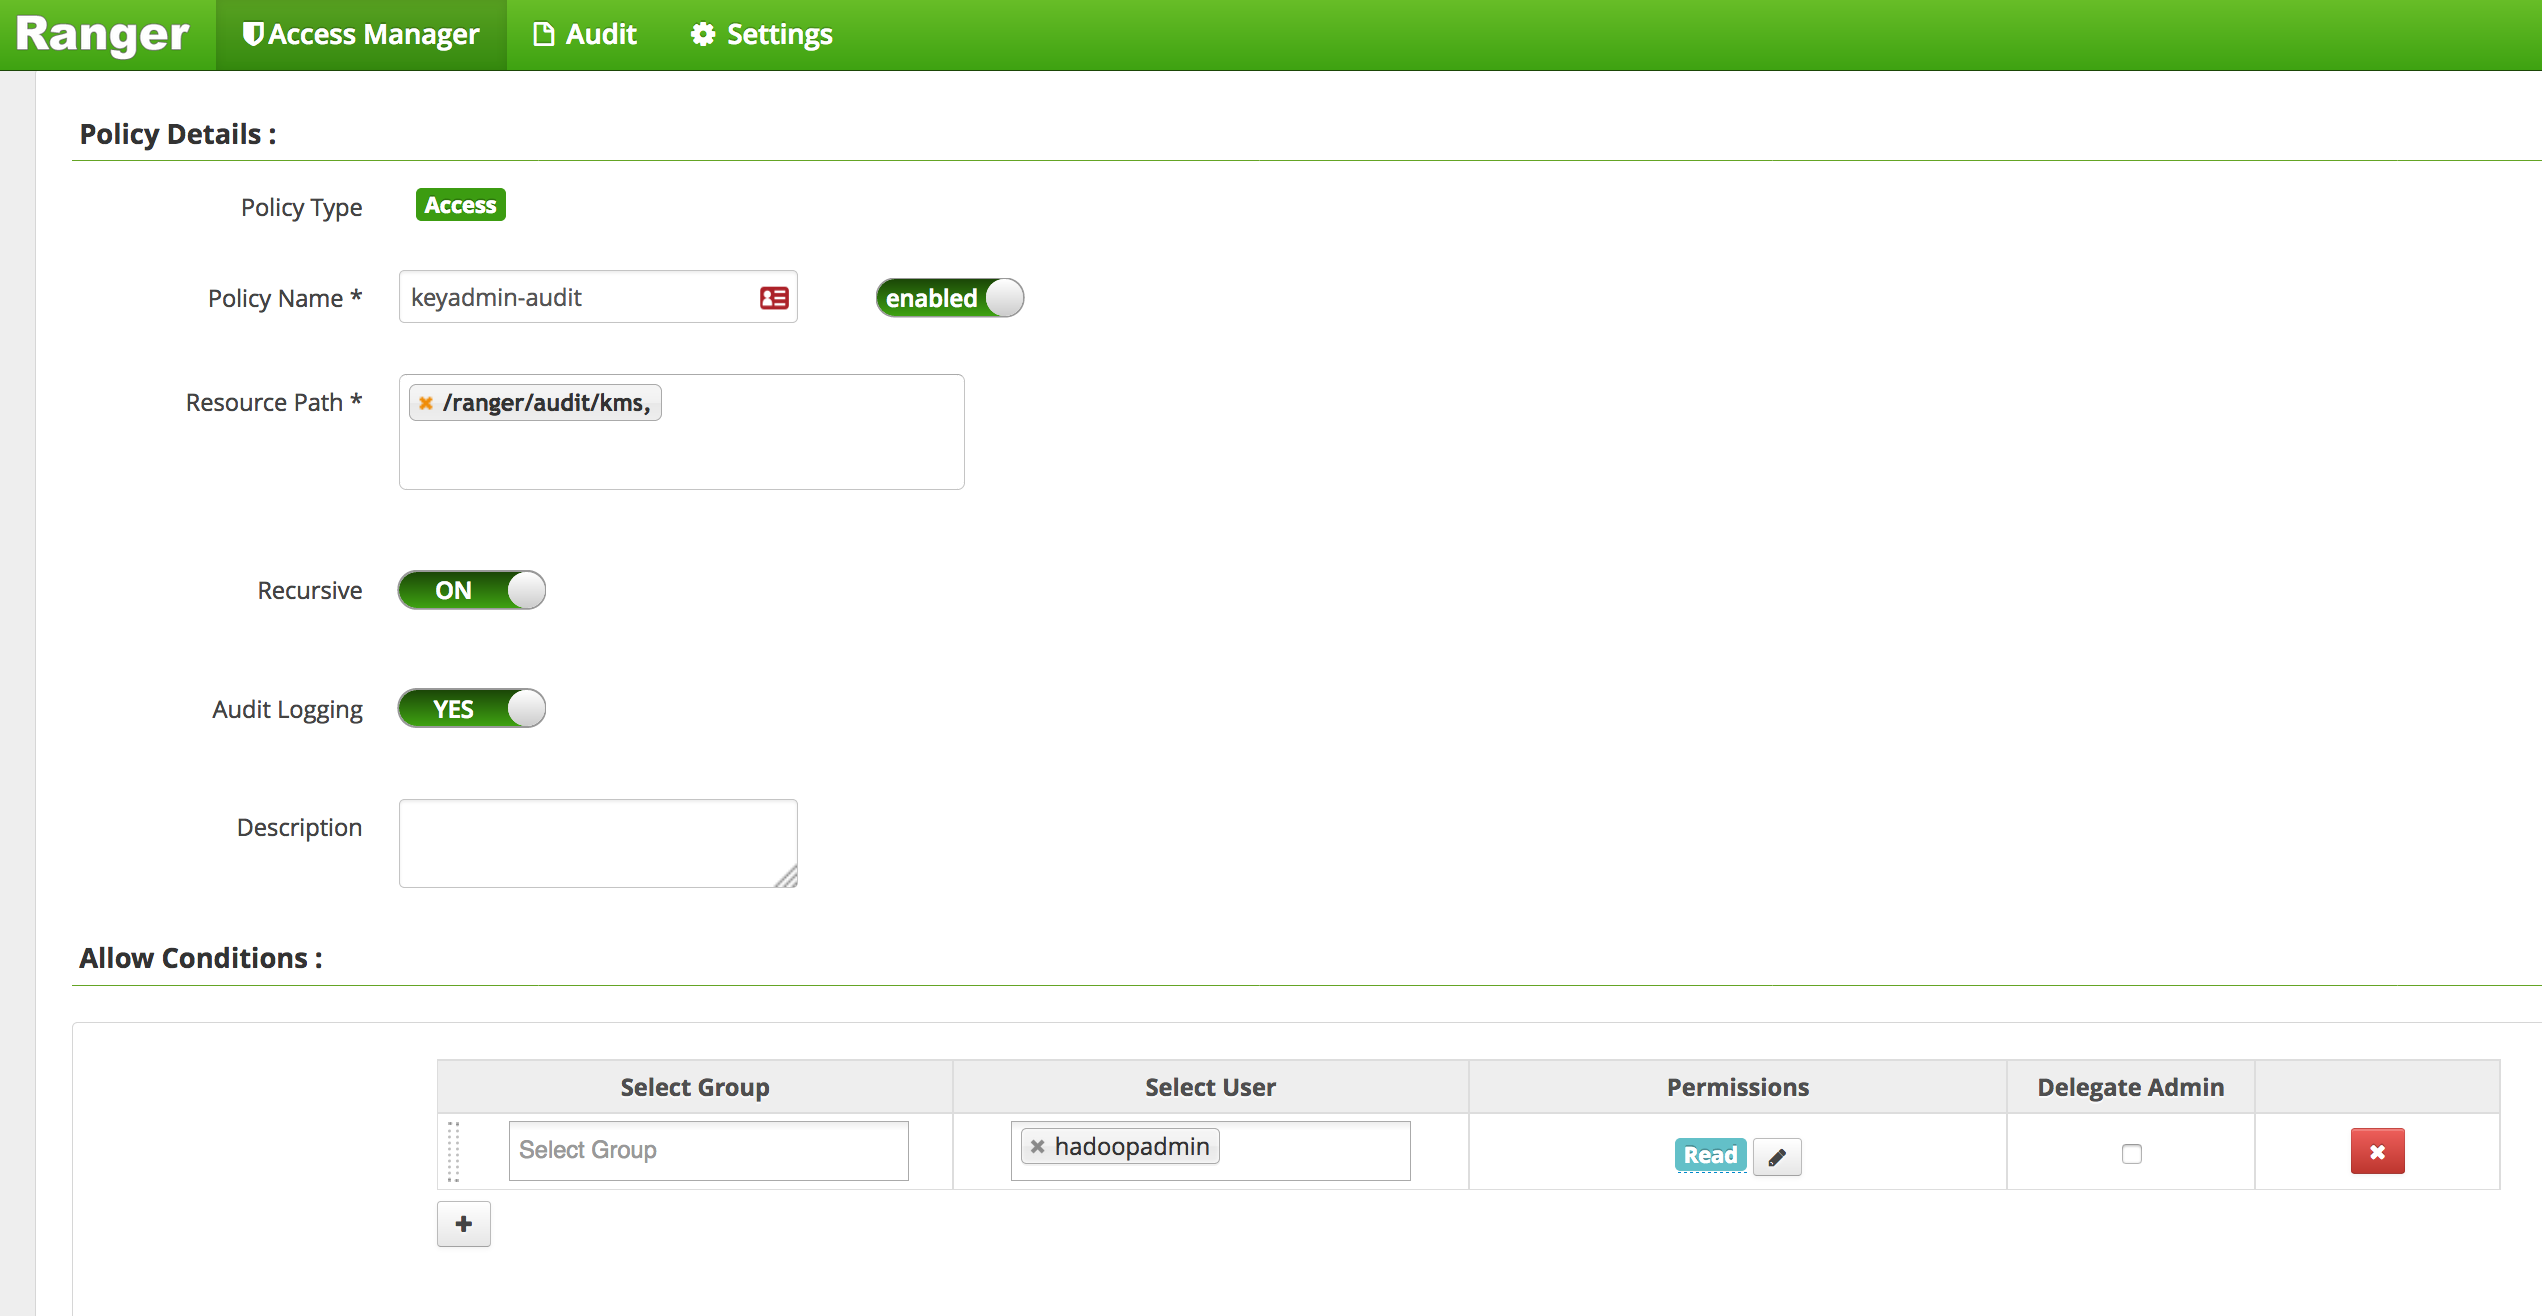 Ranger Access Manager Audit Settings
Policy Details :
Policy Type Access
Policy Name * keyadmin-audit enabled
Resource Path * /ranger/audit/kms,
Recursive ON
Audit Logging YES
Description
Allow Conditions :
Select Group Select User Permissions Delegate Admin
Select Group hadoopadmin Read